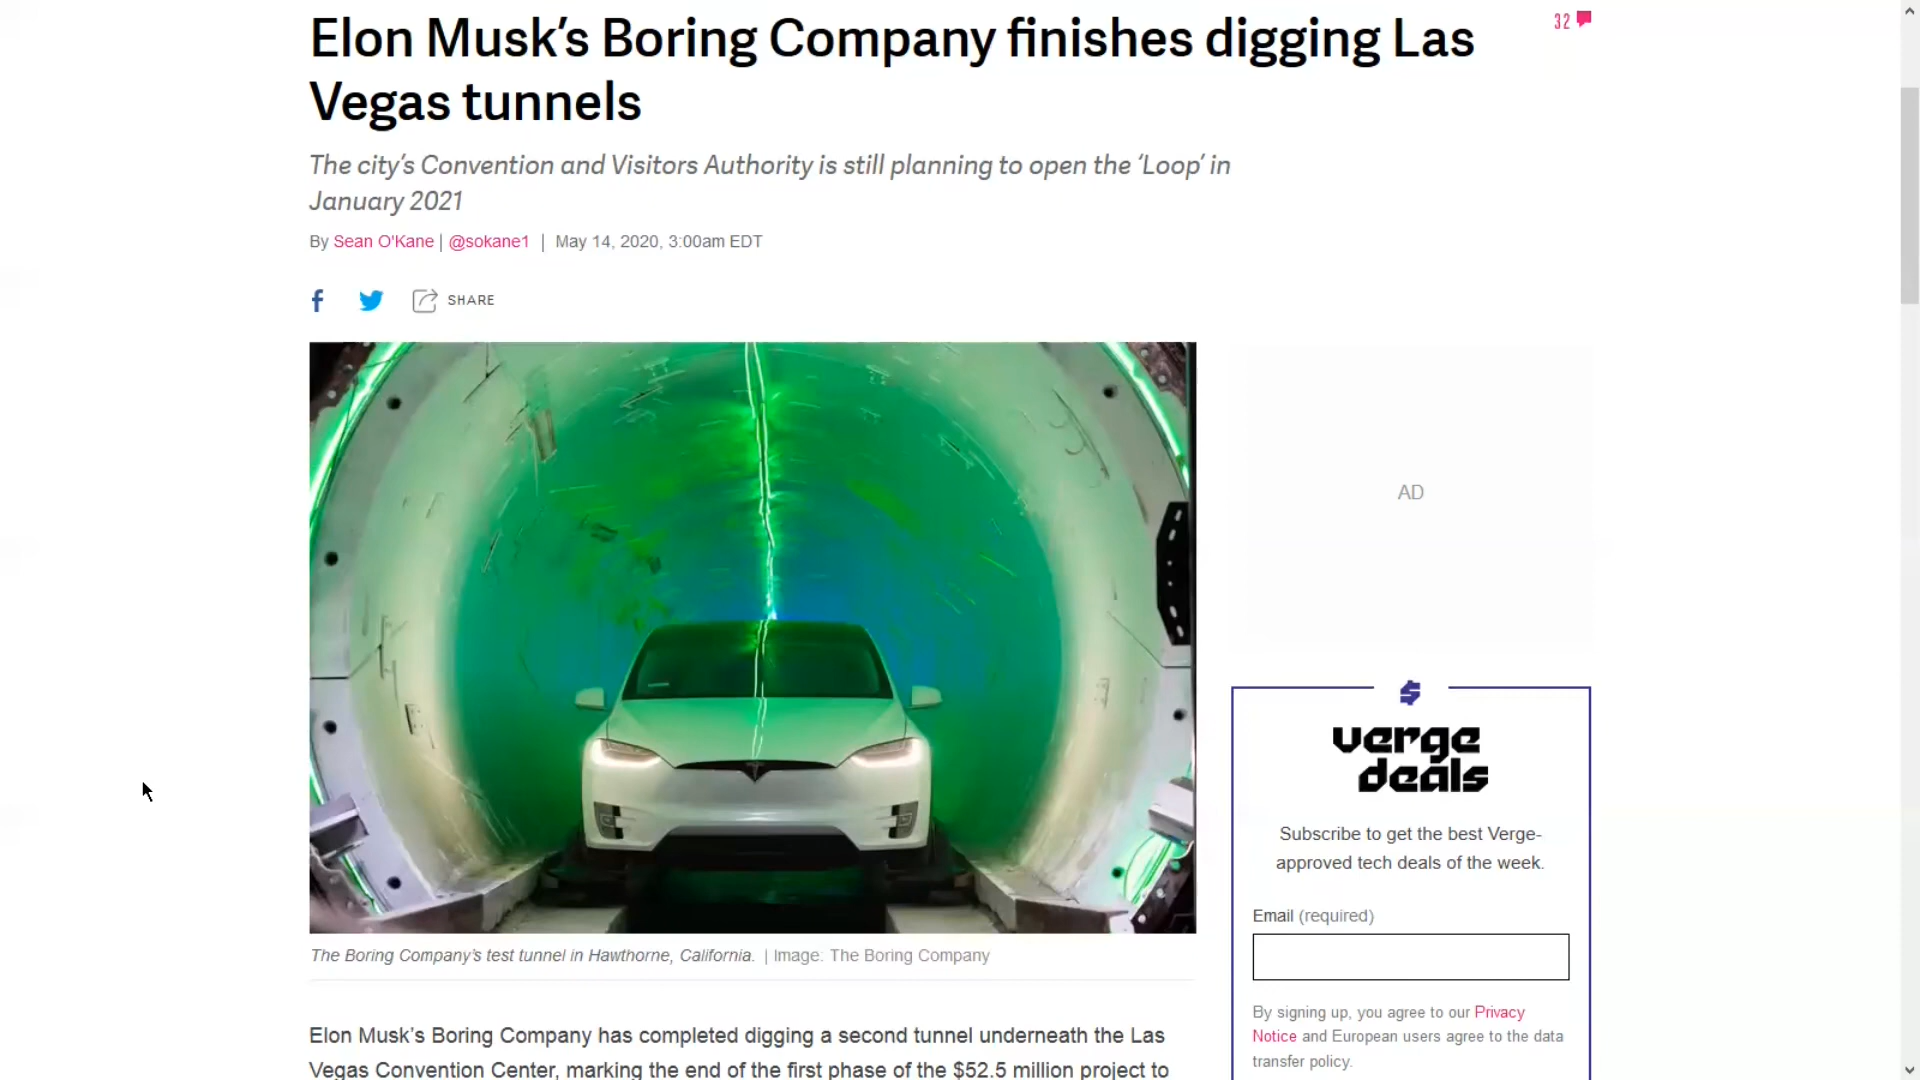 Elon Musk’s Boring Company finishes digging Las
Vegas tunnels
32
The city’s Convention and Visitors Authority is still planning to open the ‘Loop’ in
January 2021
By Sean O'Kane | @sokane1 | May 14, 2020, 3:00am EDT
SHARE
AD
verge
deals
Subscribe to get the best Verge-
approved tech deals of the week.
Email (required)
By signing up, you agree to our Privacy
Notice and European users agree to the data
transfer policy.
The Boring Company’s test tunnel in Hawthorne, California. | Image: The Boring Company
Elon Musk’s Boring Company has completed digging a second tunnel underneath the Las
Vegas Convention Center, marking the end of the first phase of the $52.5 million project to